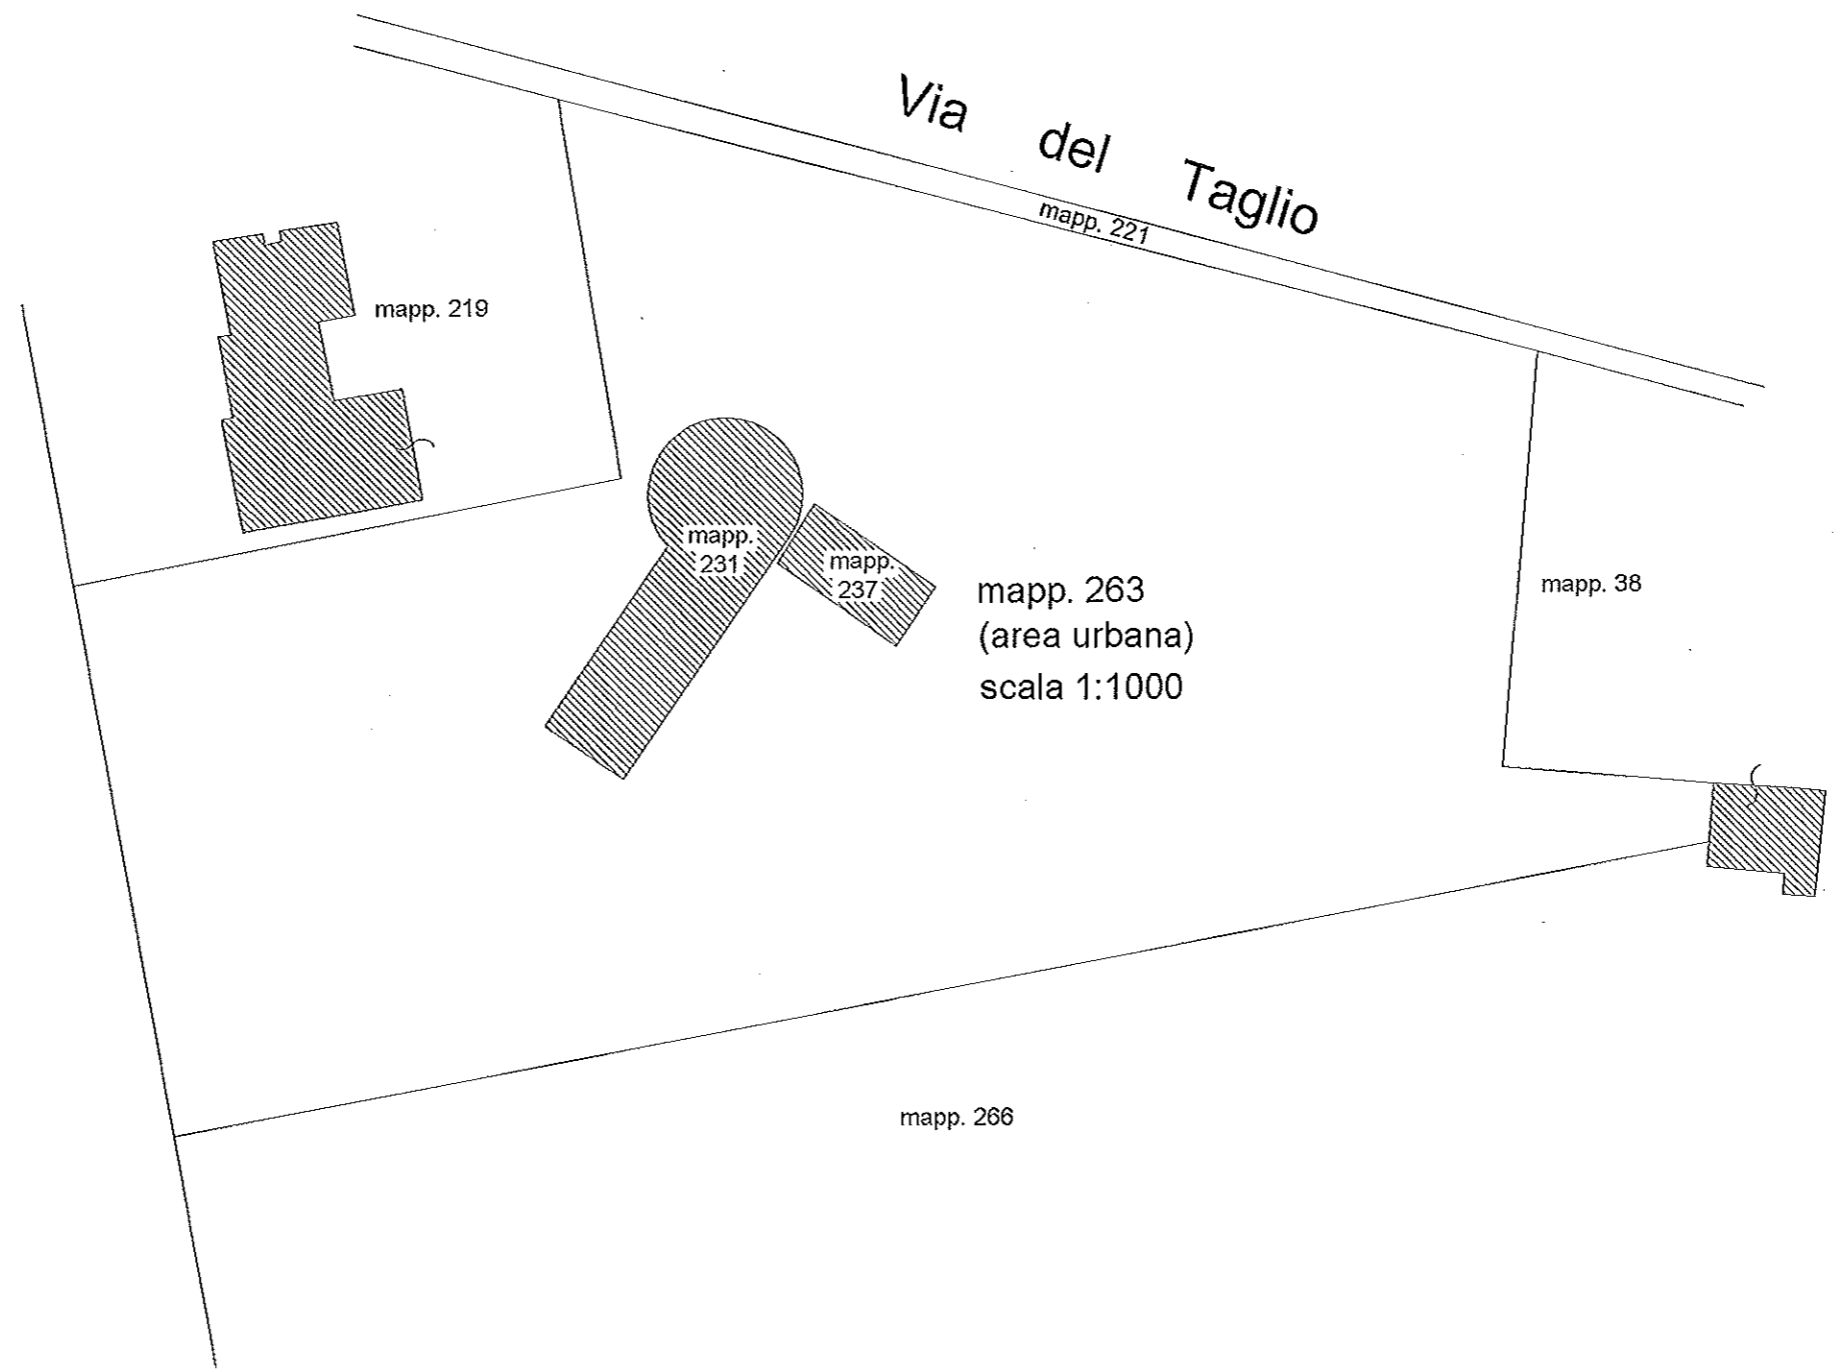 Via del Taglio
mapp. 221
mapp. 219
mapp.
231
mapp.
237
mapp. 263
(area urbana)
scala 1:1000
mapp. 38
mapp. 266